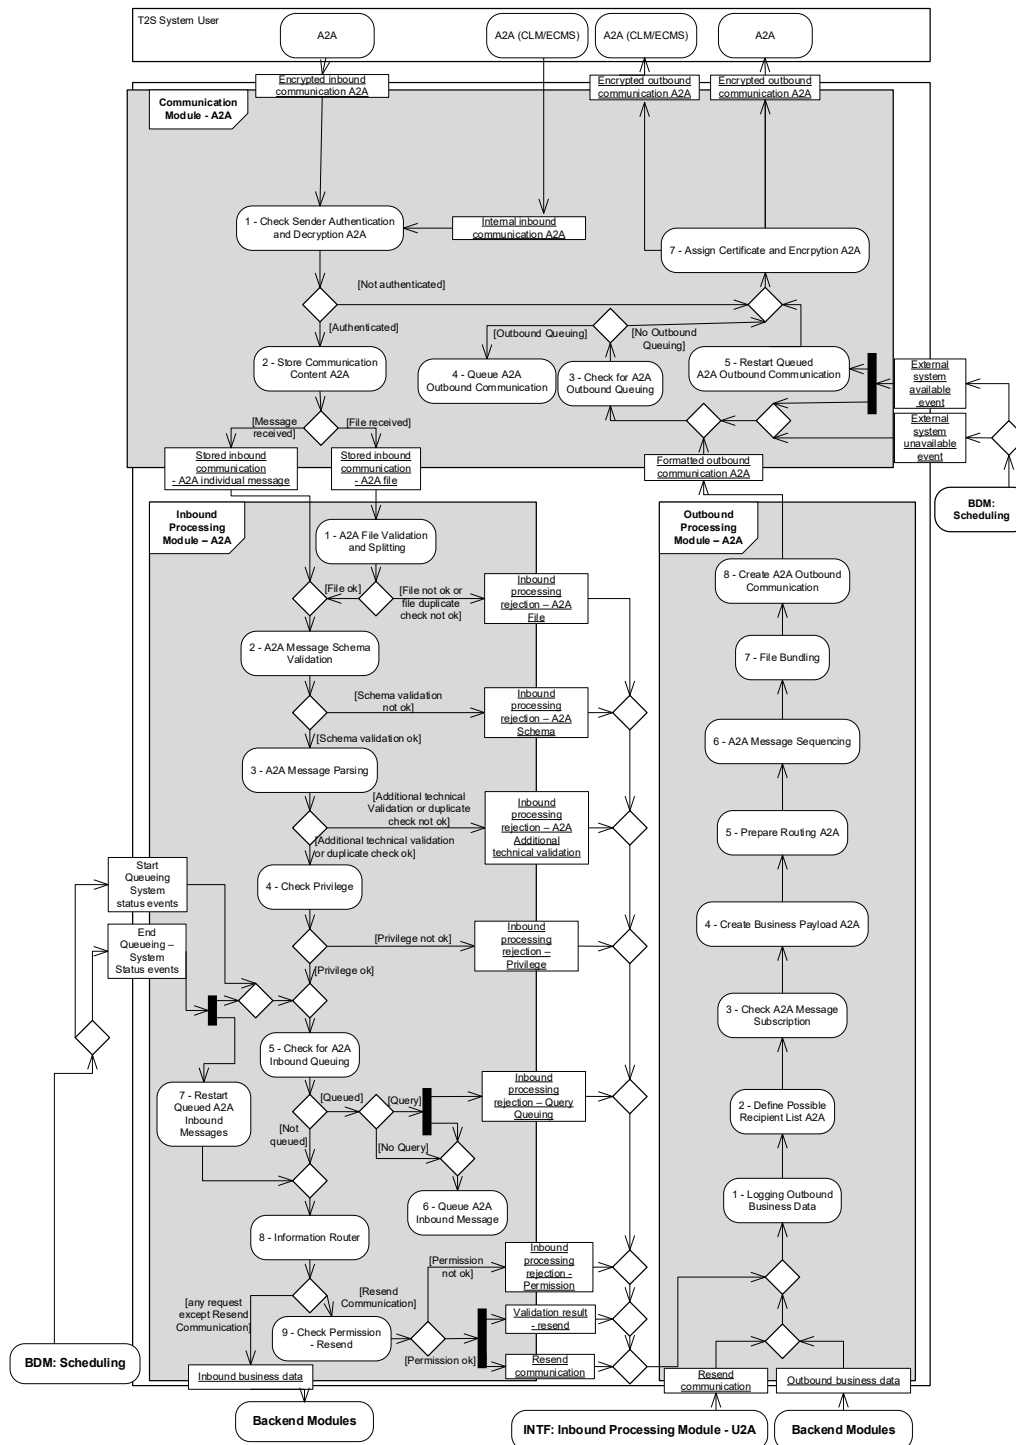 T2S System User
A2A
A2A (CLM/ECMS)
A2A (CLM/ECMS)
A2A
Encrypted inbound
communication A2A
Encrypted outbound
communication A2A
Encrypted outbound
communication A2A
Communication
Module - A2A
1 - Check Sender Authentication
and Decryption A2A
Internal inbound
communication A2A
7 - Assign Certificate and Encrpytion A2A
[Not authenticated]
[Authenticated]
[Outbound Queuing]
[No Outbound
Queuing]
2 - Store Communication
Content A2A
4 - Queue A2A
Outbound Communication
3 - Check for A2A
Outbound Queuing
5 - Restart Queued
A2A Outbound Communication
External
system
available
event
External
system
unavailable
event
[Message
received]
[File received]
Stored inbound
communication
- A2A individual message
Stored inbound
communication
- A2A file
Formatted outbound
communication A2A
BDM:
Scheduling
Inbound
Processing
Module – A2A
1 - A2A File Validation
and Splitting
Outbound
Processing
Module – A2A
[File ok]
[File not ok or
file duplicate
check not ok]
Inbound
processing
rejection – A2A
File
8 - Create A2A Outbound
Communication
2 - A2A Message Schema
Validation
7 - File Bundling
[Schema validation
not ok]
Inbound
processing
rejection – A2A
Schema
[Schema validation ok]
6 - A2A Message Sequencing
3 - A2A Message Parsing
[Additional technical
Validation or duplicate
check not ok]
Inbound
processing
rejection – A2A
Additional
technical validation
[Additional technical validation
or duplicate check ok]
5 - Prepare Routing A2A
Start
Queueing
System
status events
4 - Check Privilege
4 - Create Business Payload A2A
End
Queueing –
System
Status events
[Privilege not ok]
Inbound
processing
rejection –
Privilege
[Privilege ok]
3 - Check A2A Message
Subscription
5 - Check for A2A
Inbound Queuing
7 - Restart
Queued A2A
Inbound
Messages
[Queued]
[Query]
Inbound
processing
rejection – Query
Queuing
2 - Define Possible
Recipient List A2A
[Not
queued]
[No Query]
6 - Queue A2A
Inbound Message
1 - Logging Outbound
Business Data
8 - Information Router
[Permission
not ok]
Inbound
processing
rejection -
Permission
[any request
except Resend
Communication]
[Resend
Communication]
9 - Check Permission
- Resend
Validation result
- resend
[Permission ok]
Resend
communication
BDM: Scheduling
Inbound business data
Resend
communication
Outbound business data
Backend Modules
INTF: Inbound Processing Module - U2A
Backend Modules